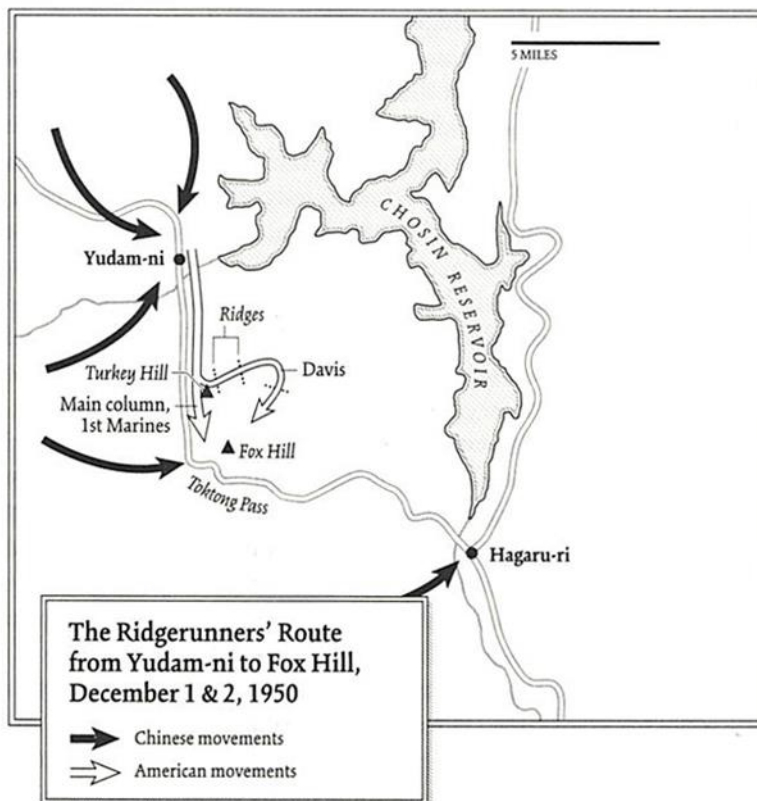 5 MILES
CHOSIN RESERVOIR
Yudam-ni
Ridges
Turkey Hill
Davis
Main column,
1st Marines
Fox Hill
Toktong Pass
Hagaru-ri
The Ridgerunners’ Route
from Yudam-ni to Fox Hill,
December 1 & 2, 1950
Chinese movements
American movements